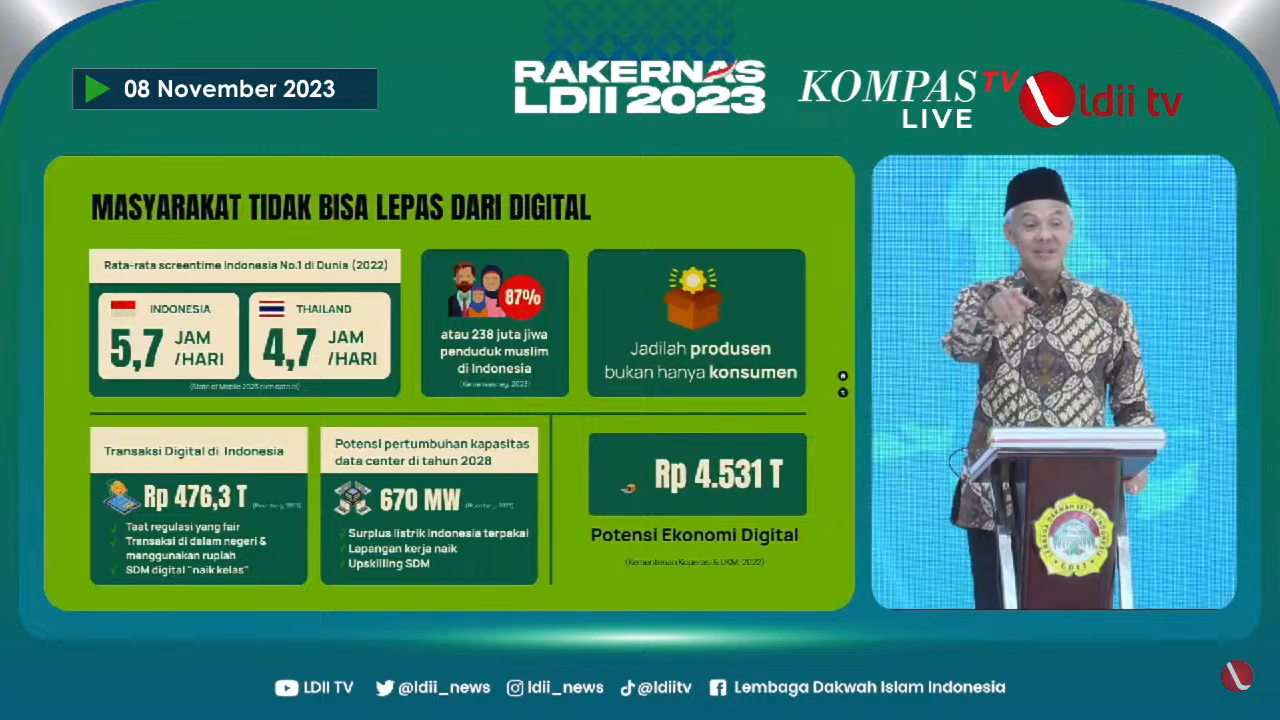 08 November 2023
RAKERNAS
LDII 2023
KOMPAS TV
LIVE
ldii tv
MASYARAKAT TIDAK BISA LEPAS DARI DIGITAL
Rata-rata screentime Indonesia No.1 di Dunia (2022)
INDONESIA
5,7 JAM
/HARI
THAILAND
4,7 JAM
/HARI
87%
atau 238 juta jiwa
penduduk muslim
di Indonesia
Jadilah produsen
bukan hanya konsumen
Transaksi Digital di Indonesia
Rp 476,3 T
Taat regulasi yang fair
Transaksi di dalam negeri &
menggunakan rupiah
SDM digital "naik kelas"
Potensi pertumbuhan kapasitas
data center di tahun 2028
670 MW
Surplus listrik Indonesia terpakai
Lapangan kerja naik
Upskilling SDM
Rp 4.531 T
Potensi Ekonomi Digital
(Kementerian Koperasi & UKM, 2022)
LDII
LDII TV
@ldii_news
ldii_news
@ldiitv
Lembaga Dakwah Islam Indonesia